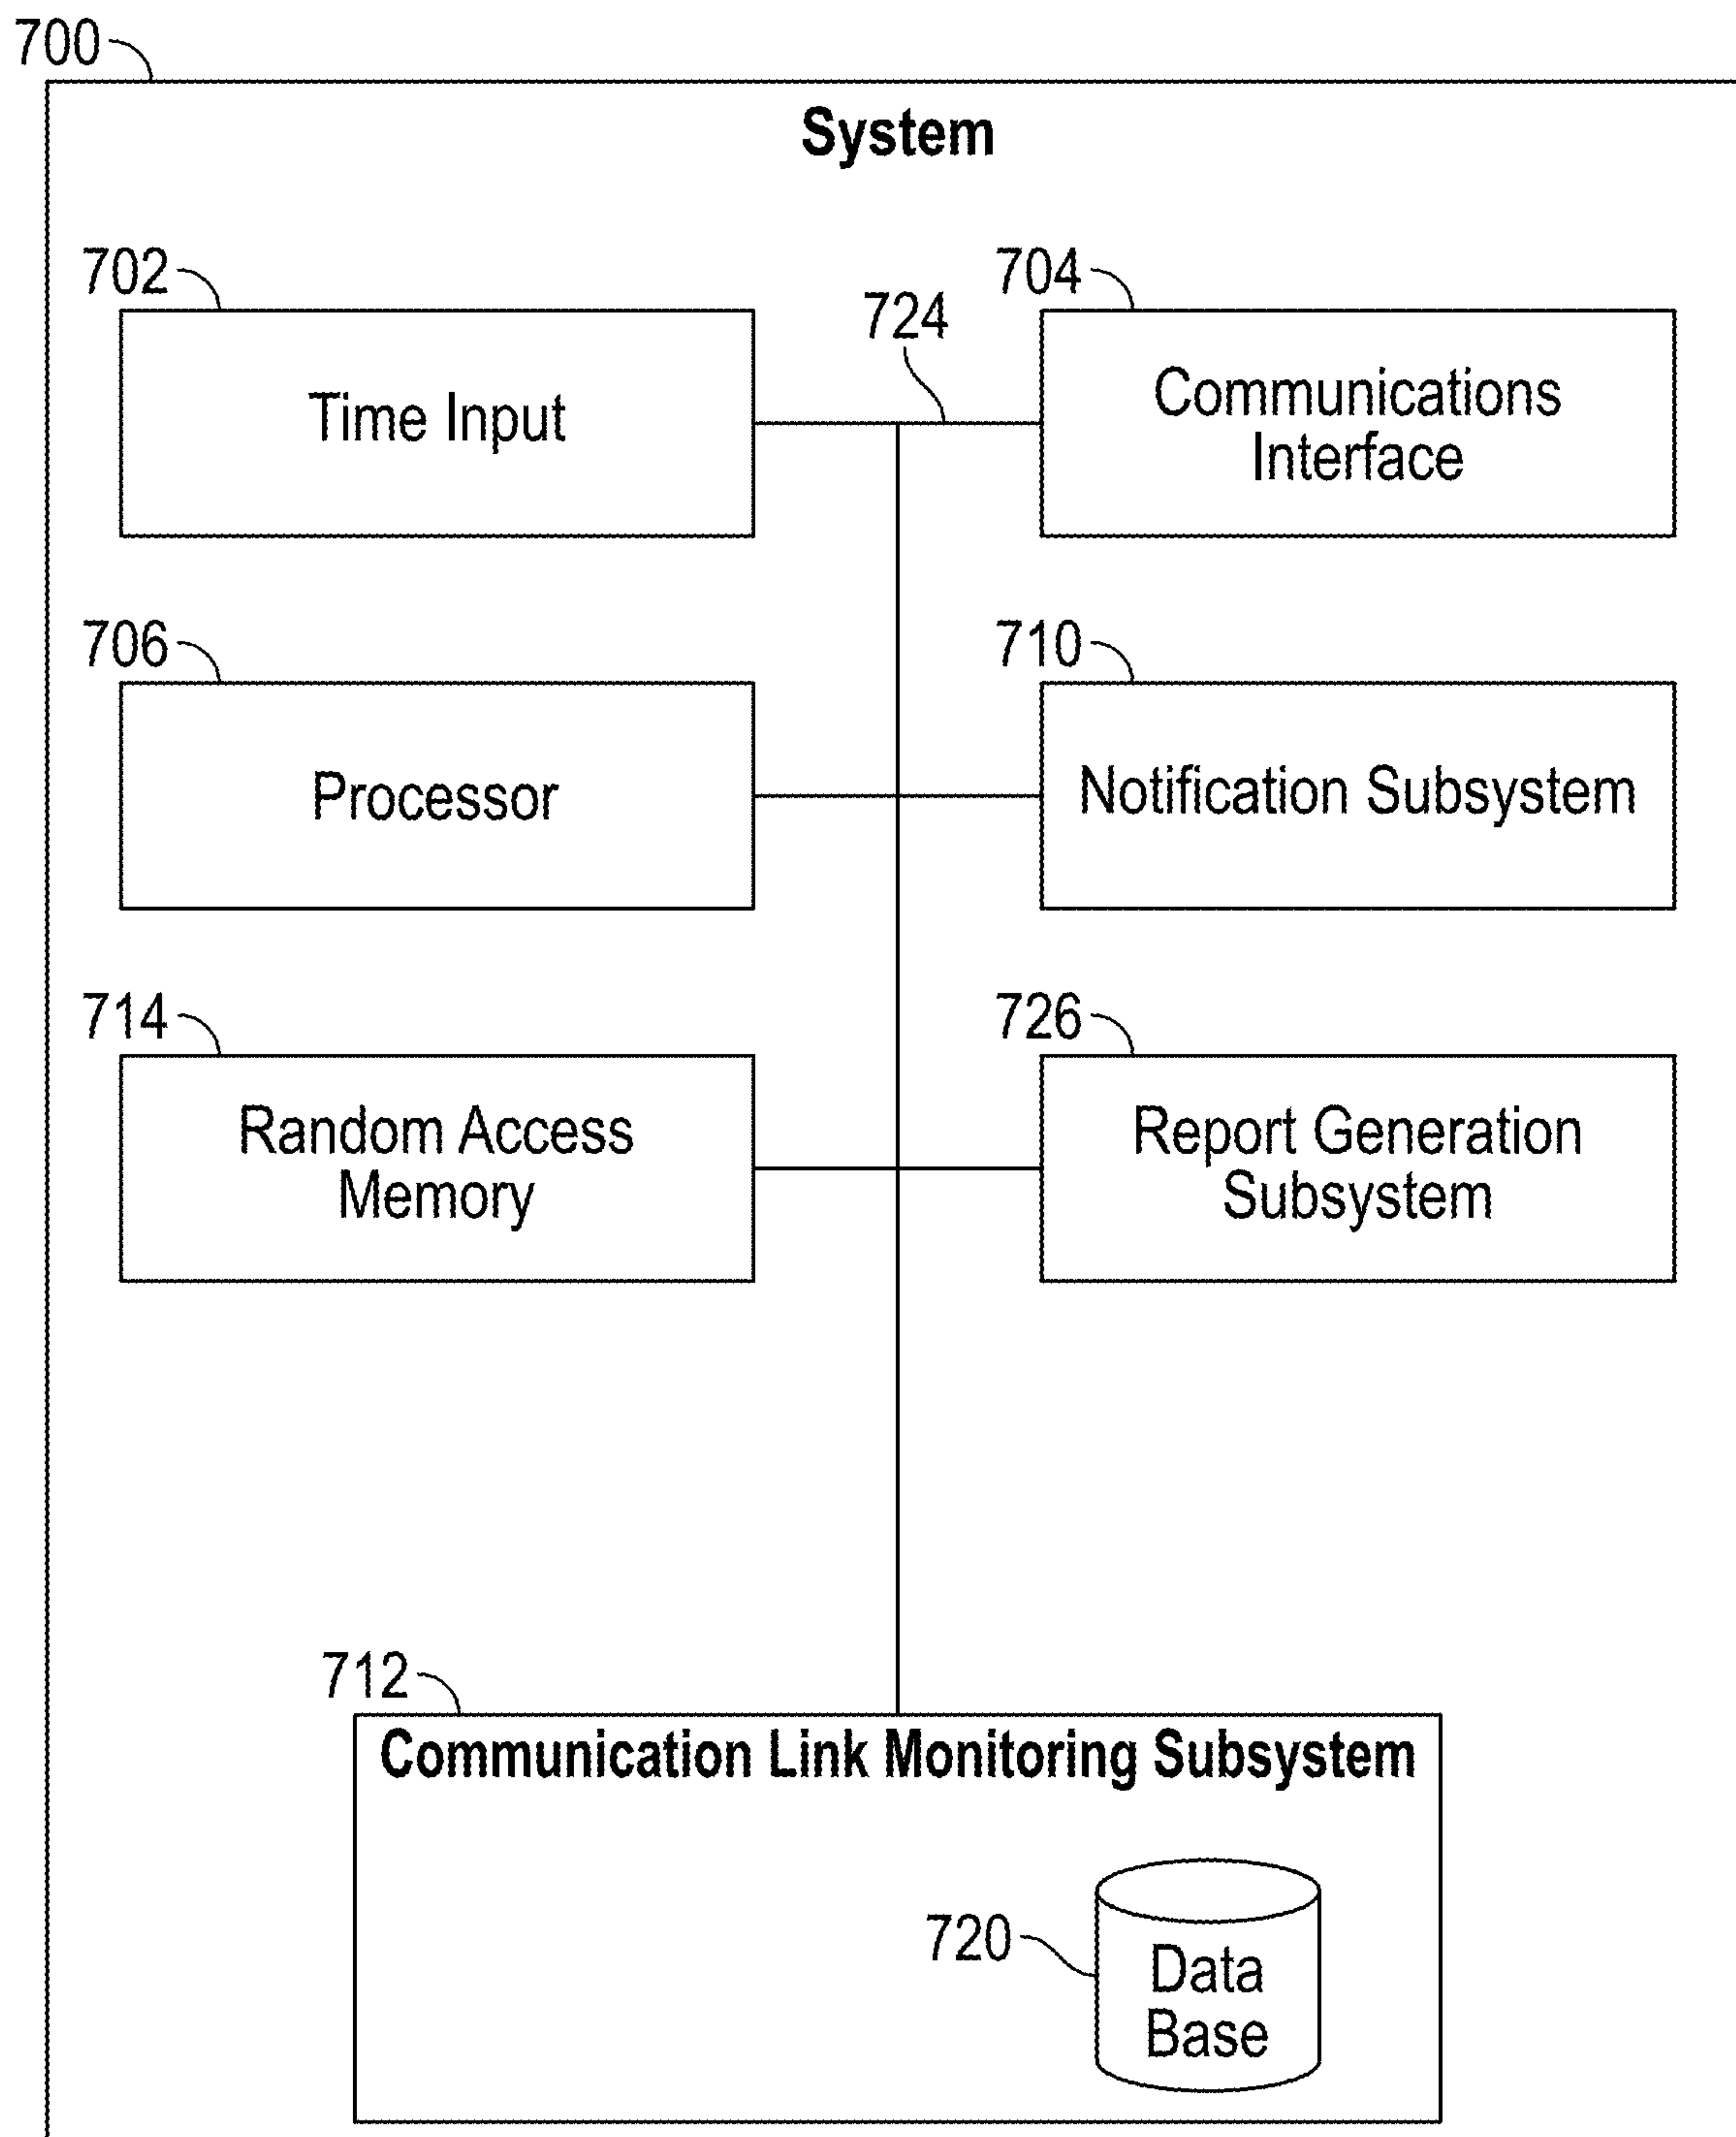 700
System
702
704
724
Time Input
Communications
Interface
706
710
Processor
Notification Subsystem
714
726
Random Access
Memory
Report Generation
Subsystem
712
Communication Link Monitoring Subsystem
720
Data
Base